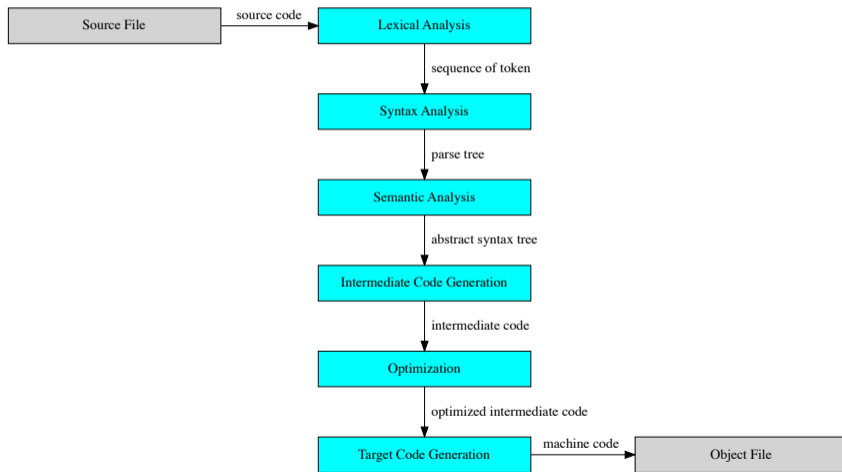 Source File
source code
Lexical Analysis
sequence of token
Syntax Analysis
parse tree
Semantic Analysis
abstract syntax tree
Intermediate Code Generation
intermediate code
Optimization
optimized intermediate code
Target Code Generation
machine code
Object File